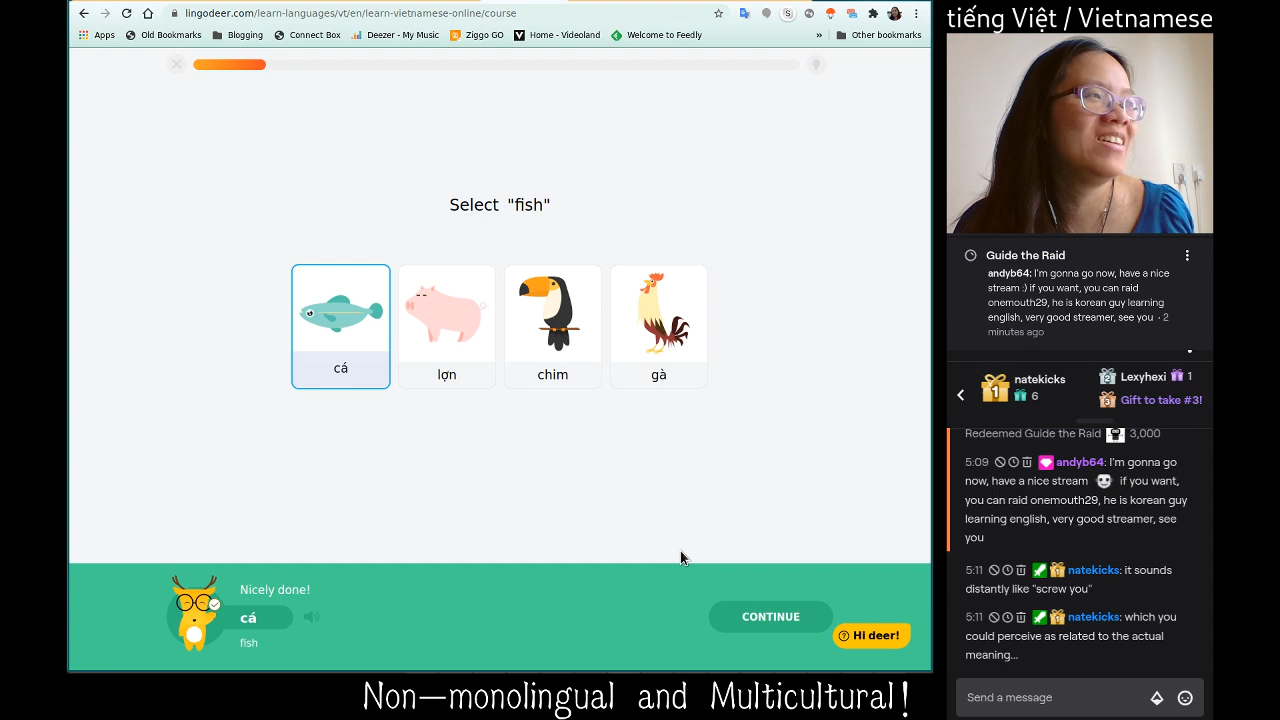 lingodeer.com/learn-languages/vt/en/learn-vietnamese-online/course
Apps Old Bookmarks Blogging Connect Box Deezer - My Music Ziggo GO Home - Videoland Welcome to Feedly » Other bookmarks
Select "fish"
cá lợn chim gà
Nicely done!
cá
fish
CONTINUE
Hi deer!
Non-monolingual and Multicultural!
tiếng Việt / Vietnamese
Guide the Raid
andyb64: I'm gonna go now, have a nice
stream :) if you want, you can raid
onemouth29, he is korean guy learning
english, very good streamer, see you · 2
minutes ago
1 natekicks
6
2 Lexyhexi 1
3 Gift to take #3!
Redeemed Guide the Raid 3,000
5:09 andyb64: I'm gonna go
now, have a nice stream if you want,
you can raid onemouth29, he is korean guy
learning english, very good streamer, see
you
5:11 natekicks: it sounds
distantly like "screw you"
5:11 natekicks: which you
could perceive as related to the actual
meaning...
Send a message